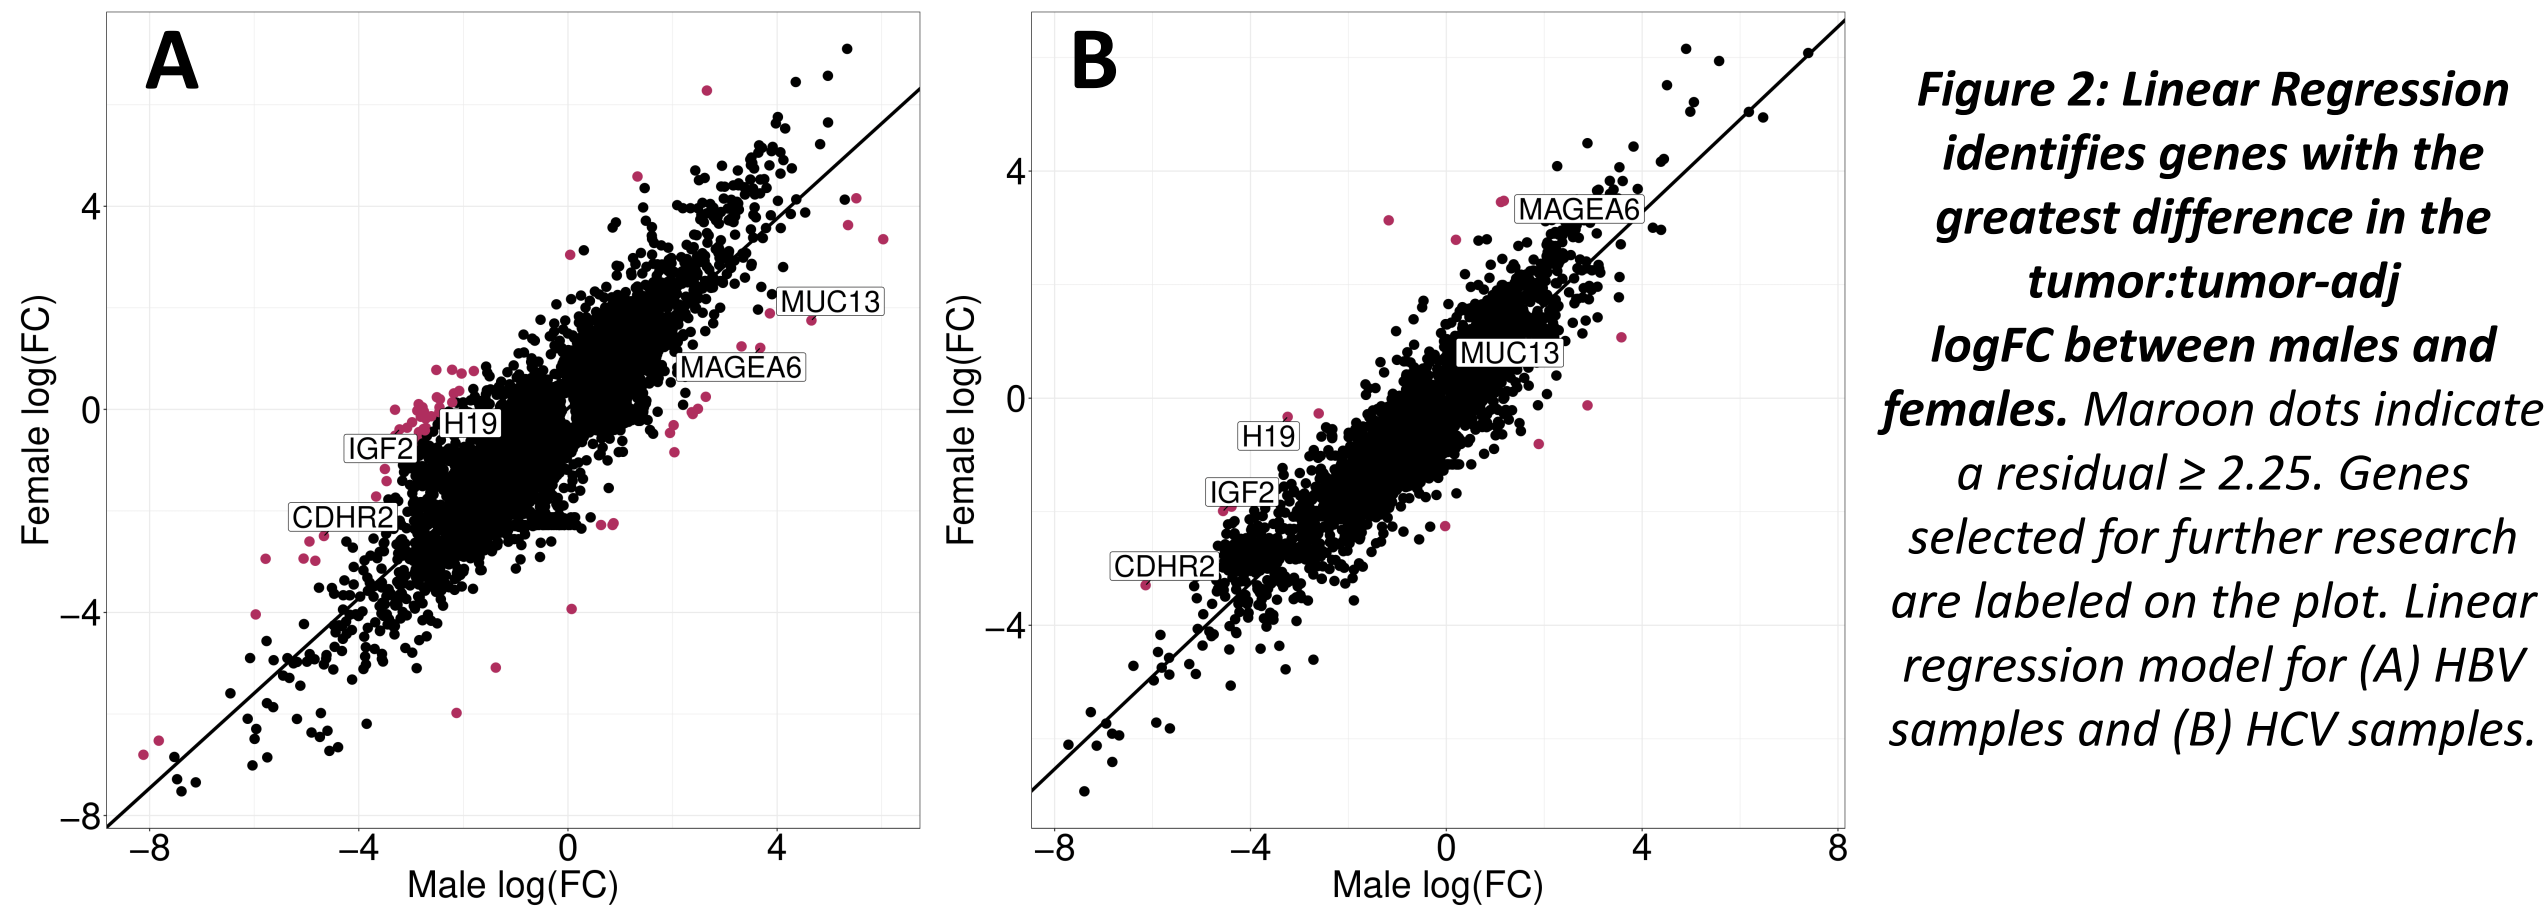 A
4
0
−4
−8
−8
−4
0
4
Female log(FC)
Male log(FC)
MUC13
MAGEA6
H19
IGF2
CDHR2
B
4
0
−4
−8
−4
0
4
8
Female log(FC)
Male log(FC)
MAGEA6
MUC13
H19
IGF2
CDHR2
Figure 2: Linear Regression
identifies genes with the
greatest difference in the
tumor:tumor-adj
logFC between males and
females. Maroon dots indicate
a residual ≥ 2.25. Genes
selected for further research
are labeled on the plot. Linear
regression model for (A) HBV
samples and (B) HCV samples.